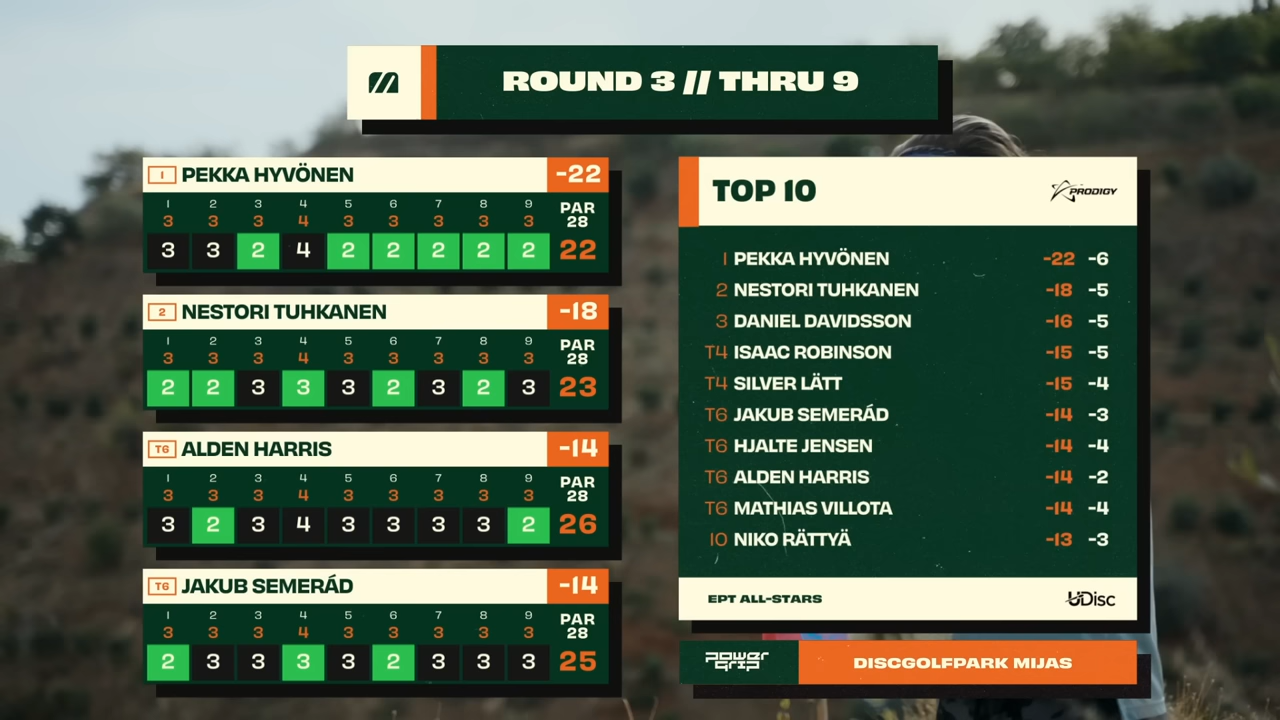 ROUND 3 // THRU 9
1 PEKKA HYVÖNEN -22
1 2 3 4 5 6 7 8 9 PAR
3 3 3 4 3 3 3 3 3 28
3 3 2 4 2 2 2 2 2 22
2 NESTORI TUHKANEN -18
1 2 3 4 5 6 7 8 9 PAR
3 3 3 4 3 3 3 3 3 28
2 2 3 3 3 2 3 2 3 23
T6 ALDEN HARRIS -14
1 2 3 4 5 6 7 8 9 PAR
3 3 3 4 3 3 3 3 3 28
3 2 3 4 3 3 3 3 2 26
T6 JAKUB SEMERÁD -14
1 2 3 4 5 6 7 8 9 PAR
3 3 3 4 3 3 3 3 3 28
2 3 3 3 3 2 3 3 3 25
TOP 10 PRODIGY
1 PEKKA HYVÖNEN -22 -6
2 NESTORI TUHKANEN -18 -5
3 DANIEL DAVIDSSON -16 -5
T4 ISAAC ROBINSON -15 -5
T4 SILVER LÄTT -15 -4
T6 JAKUB SEMERÁD -14 -3
T6 HJALTE JENSEN -14 -4
T6 ALDEN HARRIS -14 -2
T6 MATHIAS VILLOTA -14 -4
10 NIKO RÄTTYÄ -13 -3
EPT ALL-STARS UDisc
power grip DISCGOLFPARK MIJAS